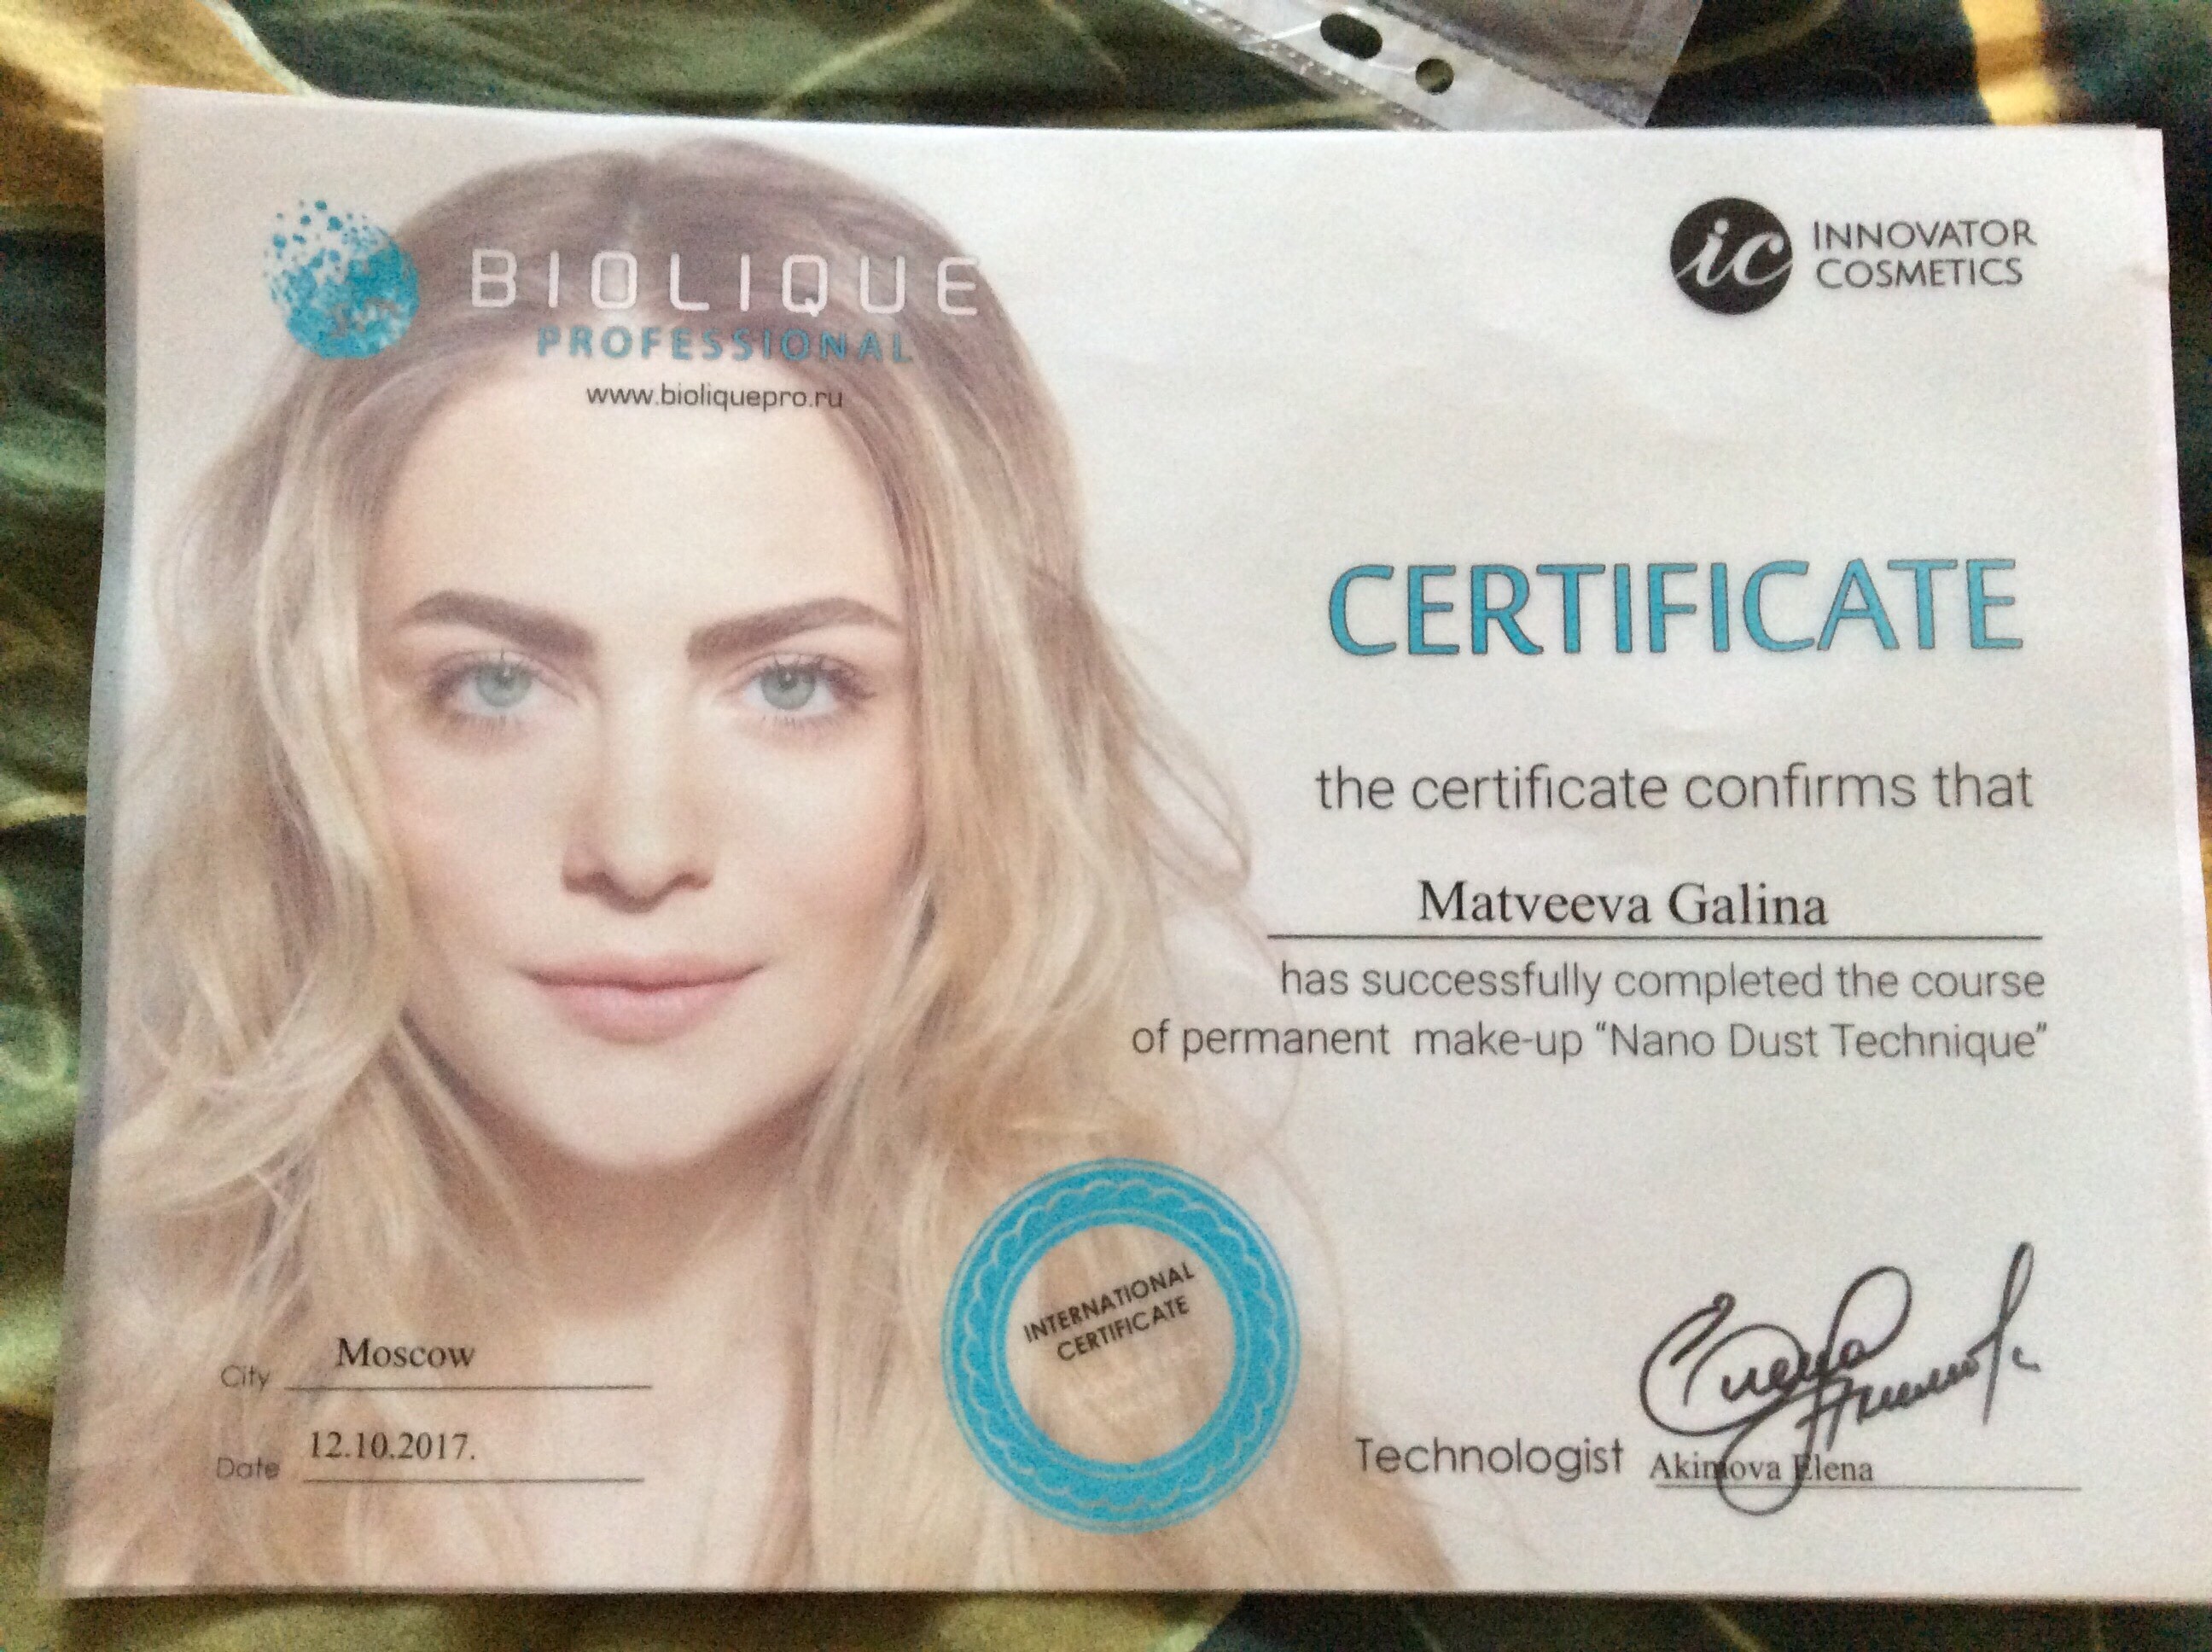 BIOLIQUE
PROFESSIONAL
www.bioliquepro.ru
ic
INNOVATOR
COSMETICS
CERTIFICATE
the certificate confirms that
Matveeva Galina
has successfully completed the course
of permanent make-up “Nano Dust Technique”
INTERNATIONAL
CERTIFICATE
City Moscow
Date 12.10.2017.
Technologist Akimova Elena